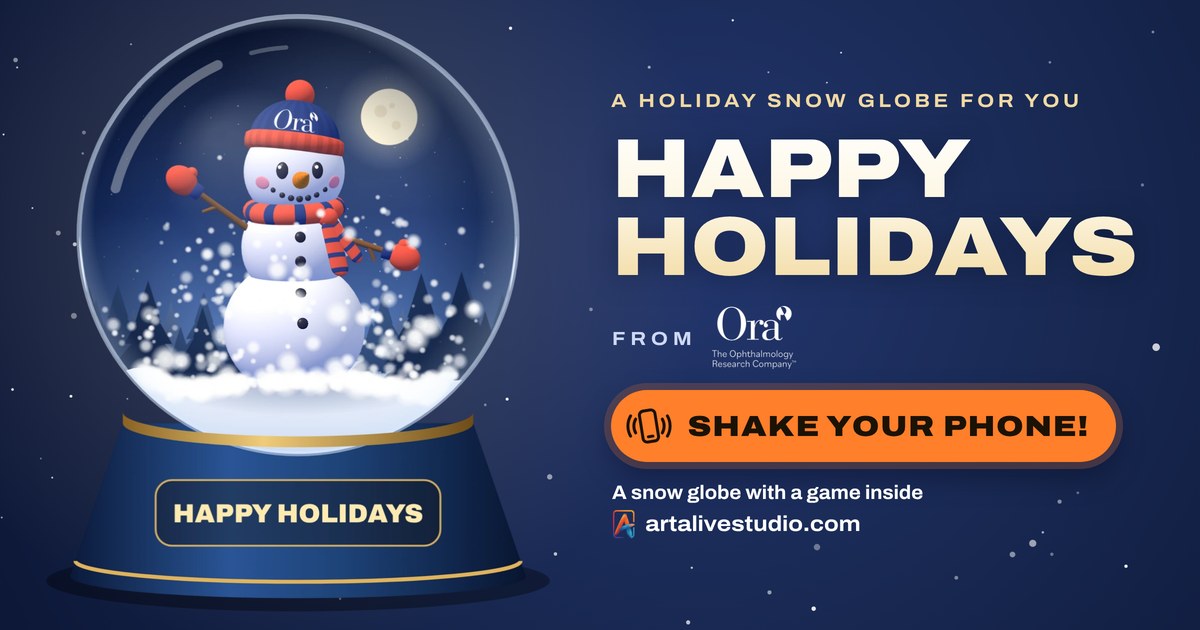 Ora
A HOLIDAY SNOW GLOBE FOR YOU
HAPPY
HOLIDAYS
FROM Ora
The Ophthalmology
Research Company™
SHAKE YOUR PHONE!
A snow globe with a game inside
artalivestudio.com
HAPPY HOLIDAYS